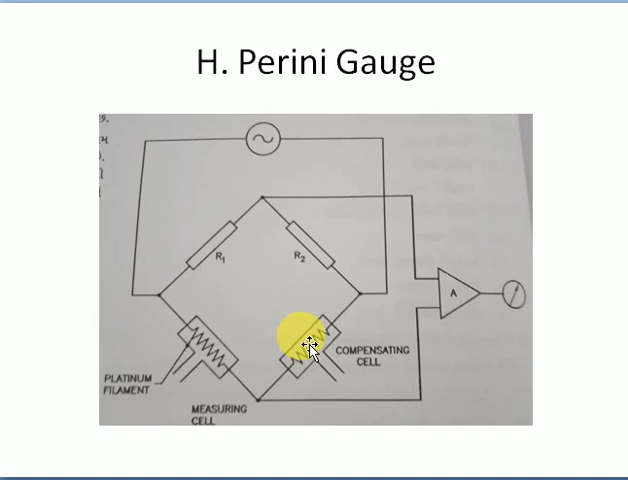 H. Perini Gauge
R1
R2
A
COMPENSATING
CELL
PLATINUM
FILAMENT
MEASURING
CELL